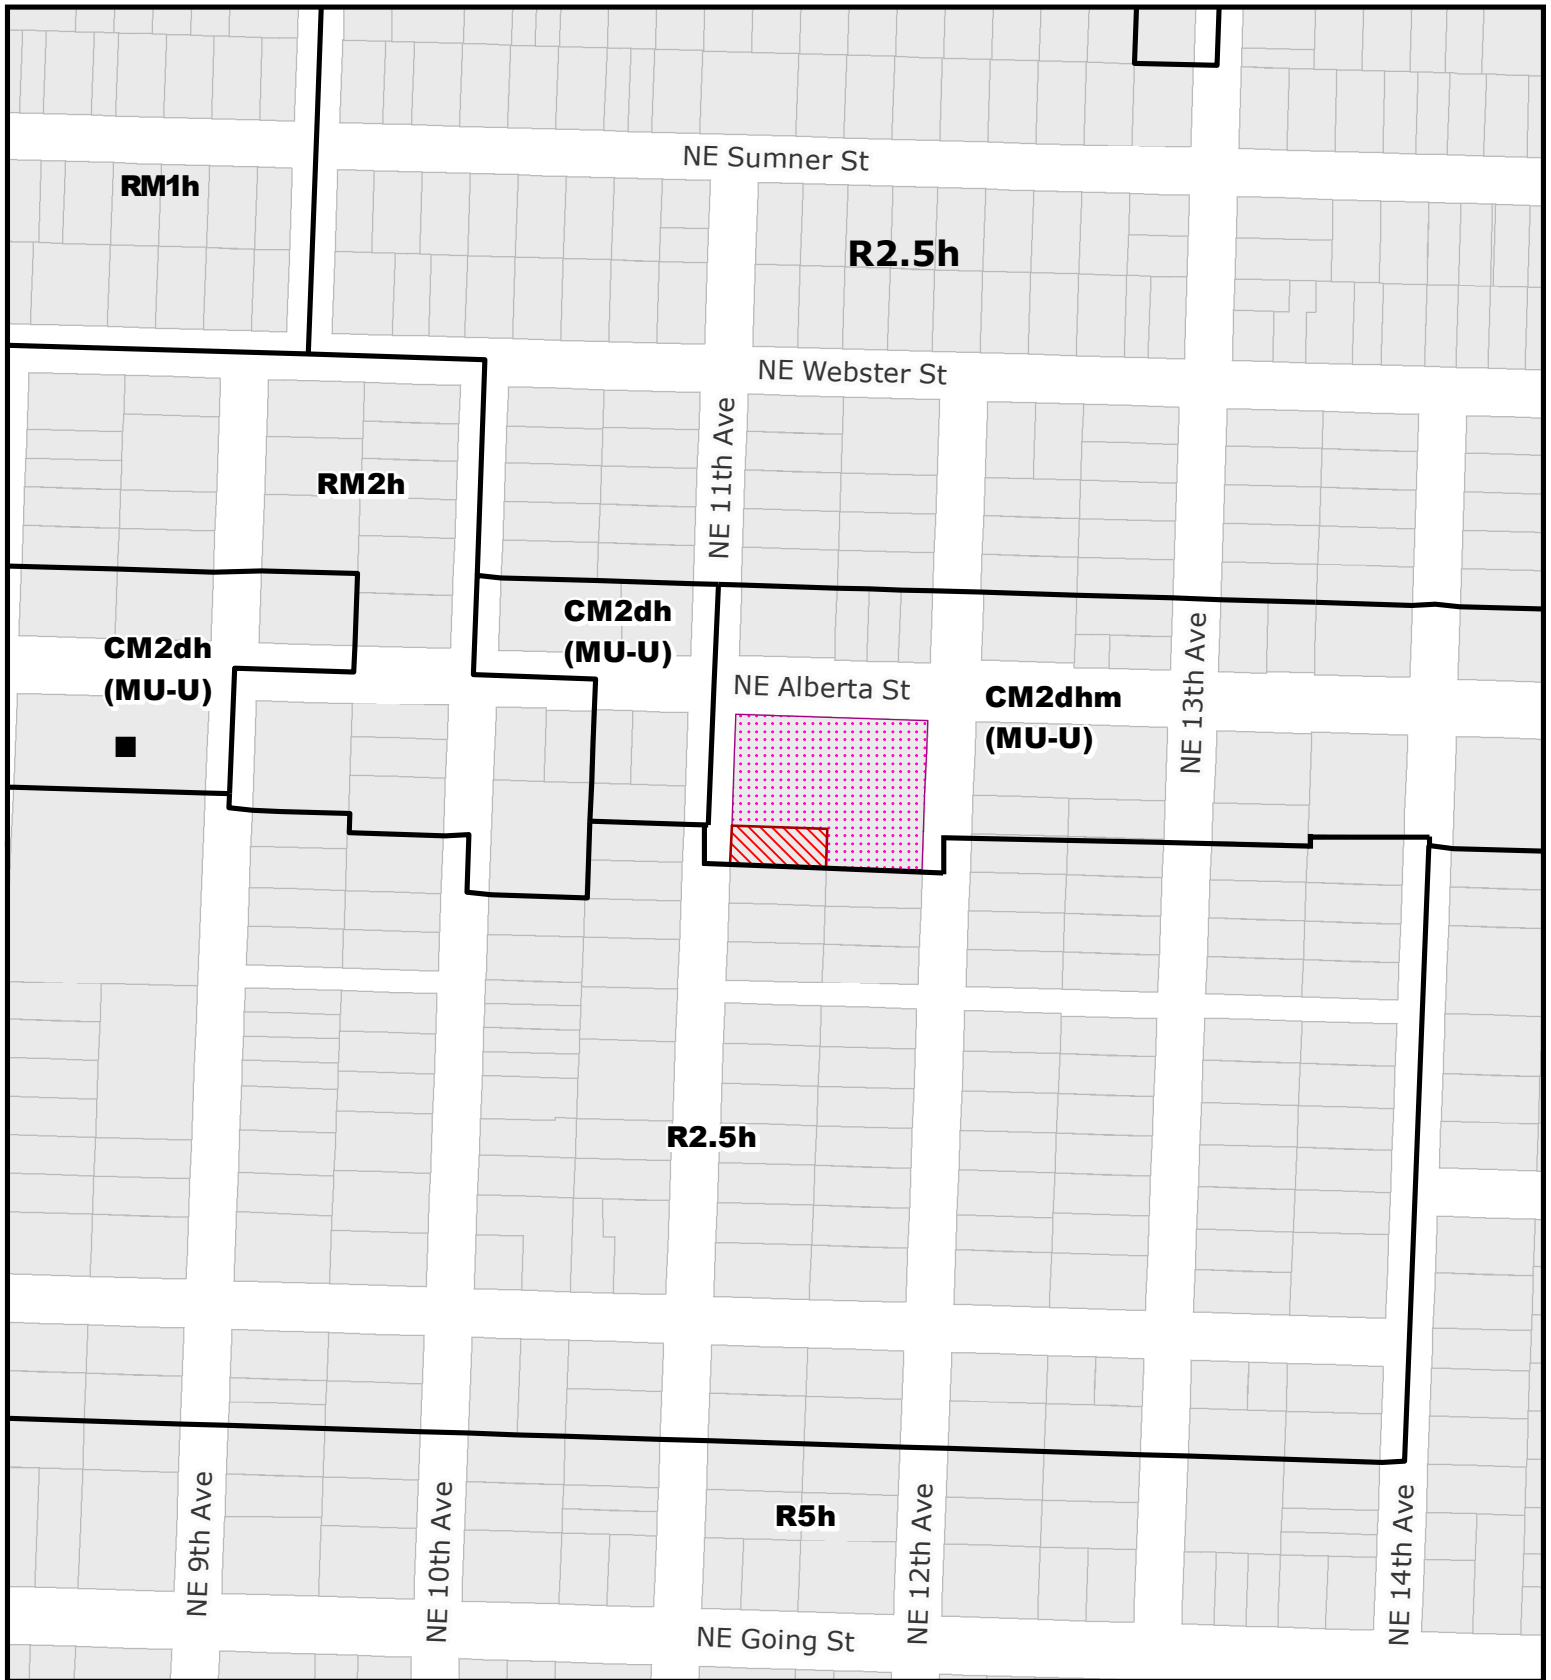 NE Sumner St
RM1h
R2.5h
NE Webster St
NE 11th Ave
RM2h
CM2dh
(MU-U)
CM2dh
(MU-U)
NE Alberta St
CM2dhm
(MU-U)
NE 13th Ave
R2.5h
NE 9th Ave
NE 10th Ave
R5h
NE 12th Ave
NE 14th Ave
NE Going St